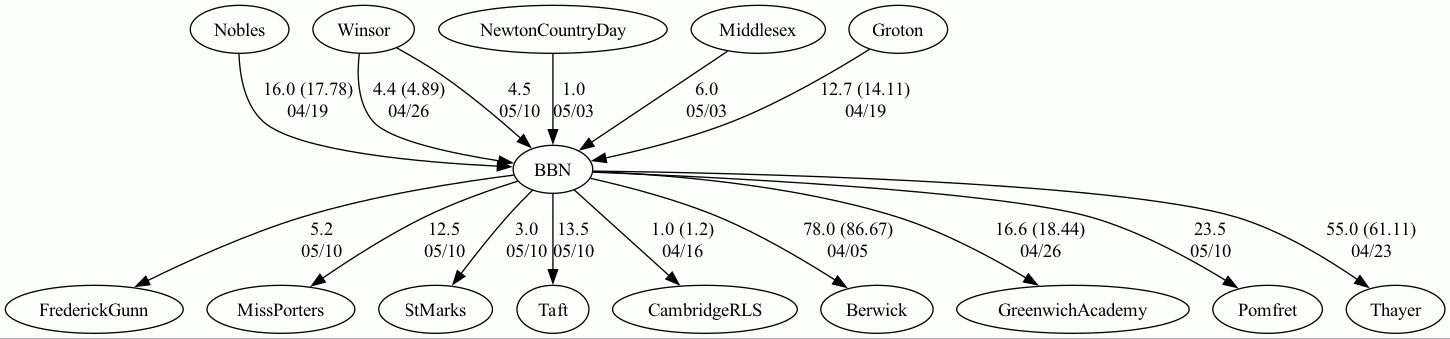 Nobles Winsor NewtonCountryDay Middlesex Groton
16.0 (17.78) 4.4 (4.89) 4.5 1.0 6.0 12.7 (14.11)
04/19 04/26 05/10 05/03 05/03 04/19
BBN
5.2 12.5 3.0 13.5 1.0 (1.2) 78.0 (86.67) 16.6 (18.44) 23.5 55.0 (61.11)
05/10 05/10 05/10 05/10 04/16 04/05 04/26 05/10 04/23
FrederickGunn MissPorters StMarks Taft CambridgeRLS Berwick GreenwichAcademy Pomfret Thayer